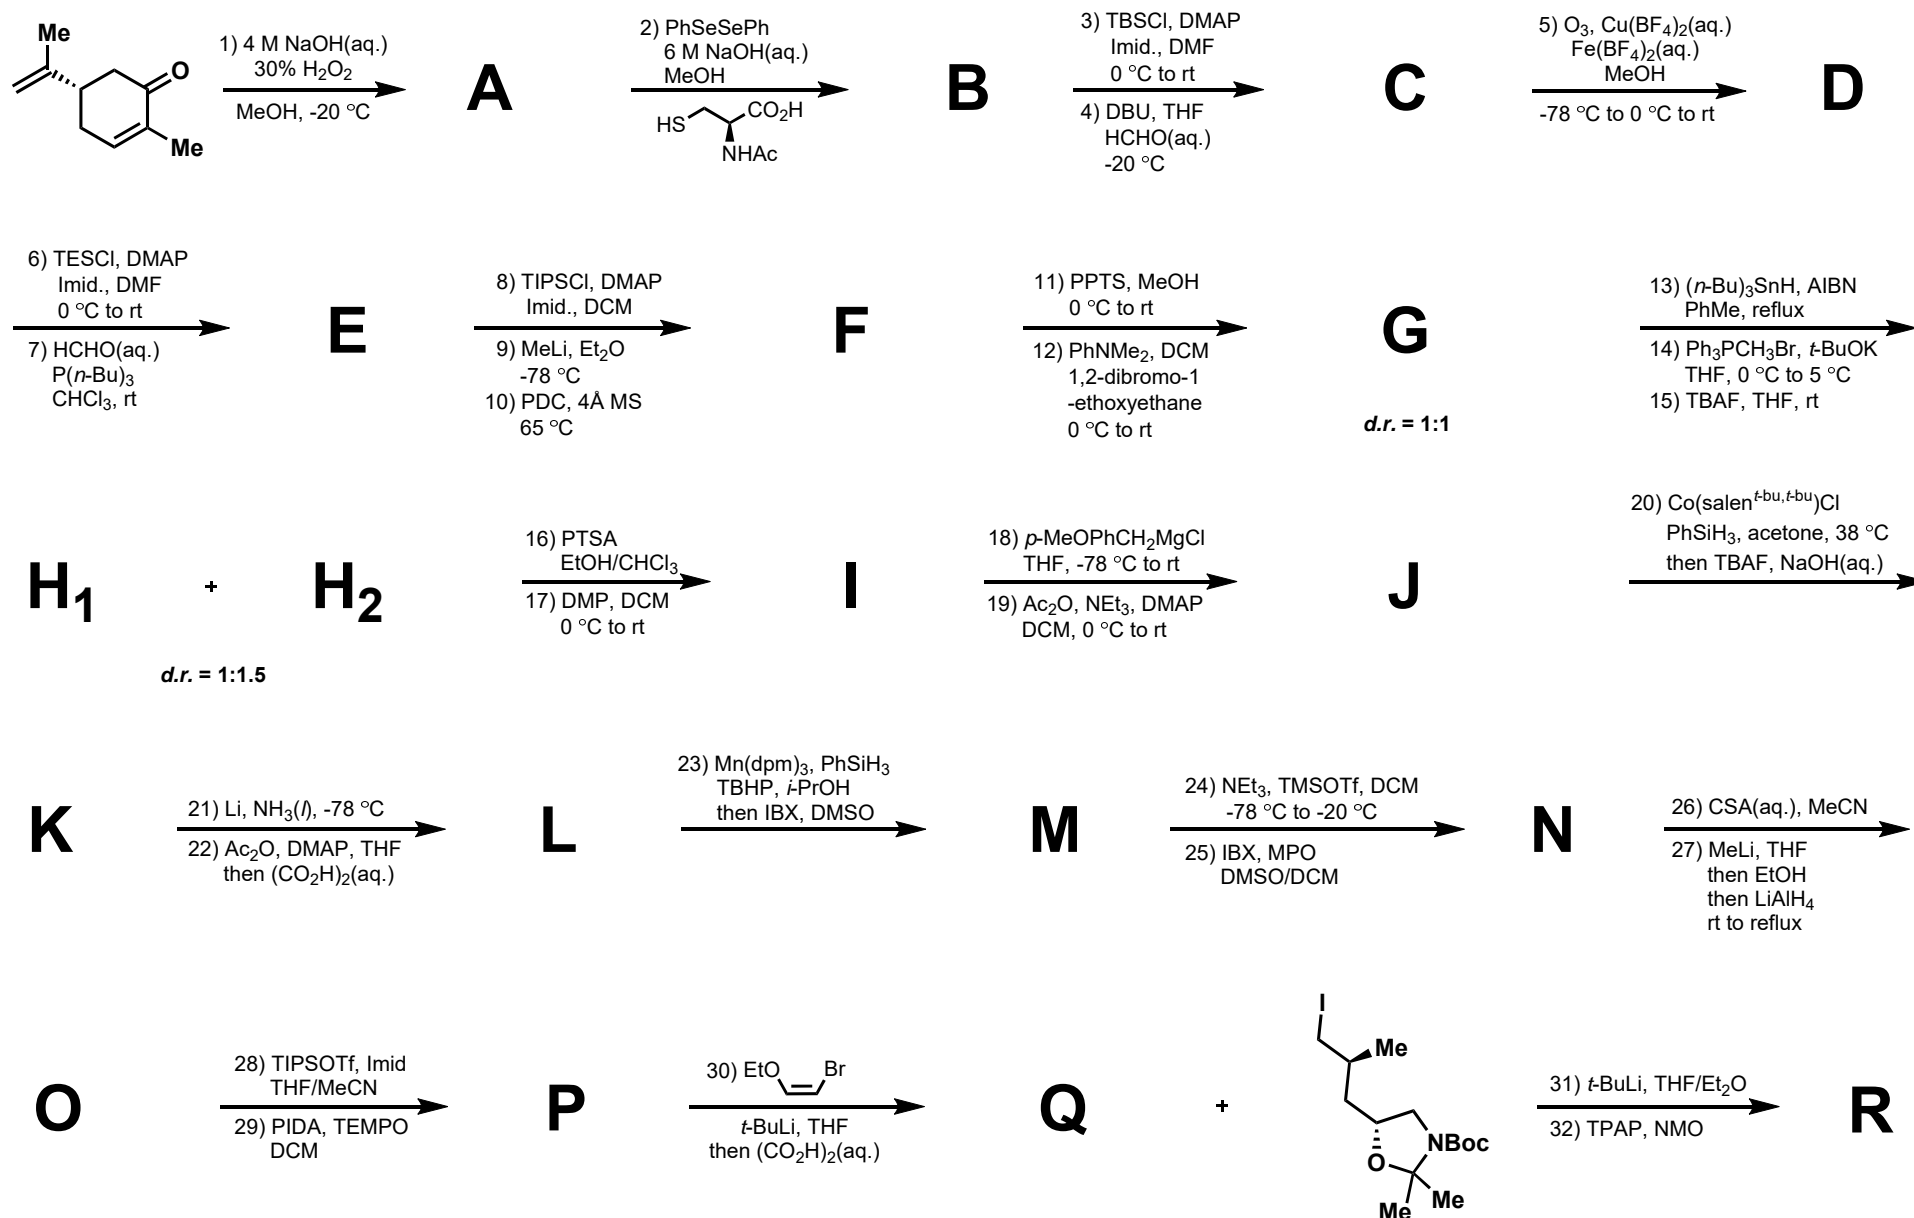 Me
O
Me
1) 4 M NaOH(aq.)
30% H₂O₂
MeOH, -20 °C
A
2) PhSeSePh
6 M NaOH(aq.)
MeOH
HS
CO₂H
NHAc
B
3) TBSCl, DMAP
Imid., DMF
0 °C to rt
4) DBU, THF
HCHO(aq.)
-20 °C
C
5) O₃, Cu(BF₄)₂(aq.)
Fe(BF₄)₂(aq.)
MeOH
-78 °C to 0 °C to rt
D
6) TESCl, DMAP
Imid., DMF
0 °C to rt
7) HCHO(aq.)
P(n-Bu)₃
CHCl₃, rt
E
8) TIPSCl, DMAP
Imid., DCM
9) MeLi, Et₂O
-78 °C
10) PDC, 4Å MS
65 °C
F
11) PPTS, MeOH
0 °C to rt
12) PhNMe₂, DCM
1,2-dibromo-1
-ethoxyethane
0 °C to rt
G
d.r. = 1:1
13) (n-Bu)₃SnH, AIBN
PhMe, reflux
14) Ph₃PCH₃Br, t-BuOK
THF, 0 °C to 5 °C
15) TBAF, THF, rt
H₁ + H₂
d.r. = 1:1.5
16) PTSA
EtOH/CHCl₃
17) DMP, DCM
0 °C to rt
I
18) p-MeOPhCH₂MgCl
THF, -78 °C to rt
19) Ac₂O, NEt₃, DMAP
DCM, 0 °C to rt
J
20) Co(salen^t-bu,t-bu)Cl
PhSiH₃, acetone, 38 °C
then TBAF, NaOH(aq.)
K
21) Li, NH₃(l), -78 °C
22) Ac₂O, DMAP, THF
then (CO₂H)₂(aq.)
L
23) Mn(dpm)₃, PhSiH₃
TBHP, i-PrOH
then IBX, DMSO
M
24) NEt₃, TMSOTf, DCM
-78 °C to -20 °C
25) IBX, MPO
DMSO/DCM
N
26) CSA(aq.), MeCN
27) MeLi, THF
then EtOH
then LiAlH₄
rt to reflux
O
28) TIPSOTf, Imid
THF/MeCN
29) PIDA, TEMPO
DCM
P
30) EtO
Br
t-BuLi, THF
then (CO₂H)₂(aq.)
Q
+
I
Me
NBoc
O
Me
Me
31) t-BuLi, THF/Et₂O
32) TPAP, NMO
R